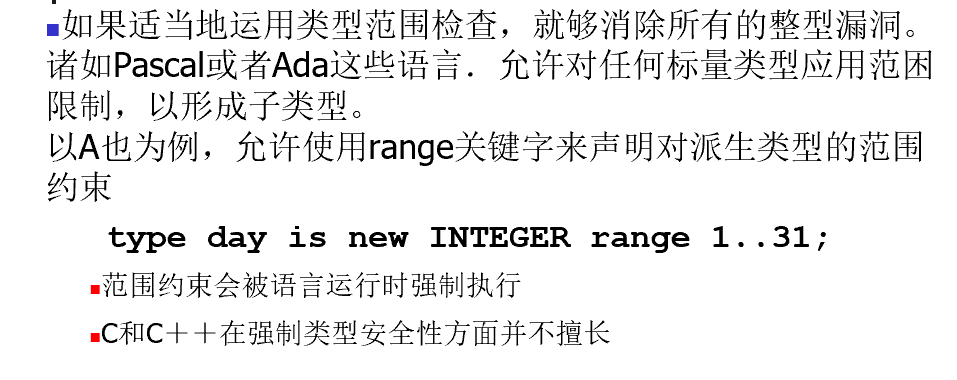 ■如果适当地运用类型范围检查，就够消除所有的整型漏洞。
诸如Pascal或者Ada这些语言．允许对任何标量类型应用范困
限制，以形成子类型。
以A也为例，允许使用range关键字来声明对派生类型的范围
约束
type day is new INTEGER range 1..31;
■范围约束会被语言运行时强制执行
■C和C＋＋在强制类型安全性方面并不擅长